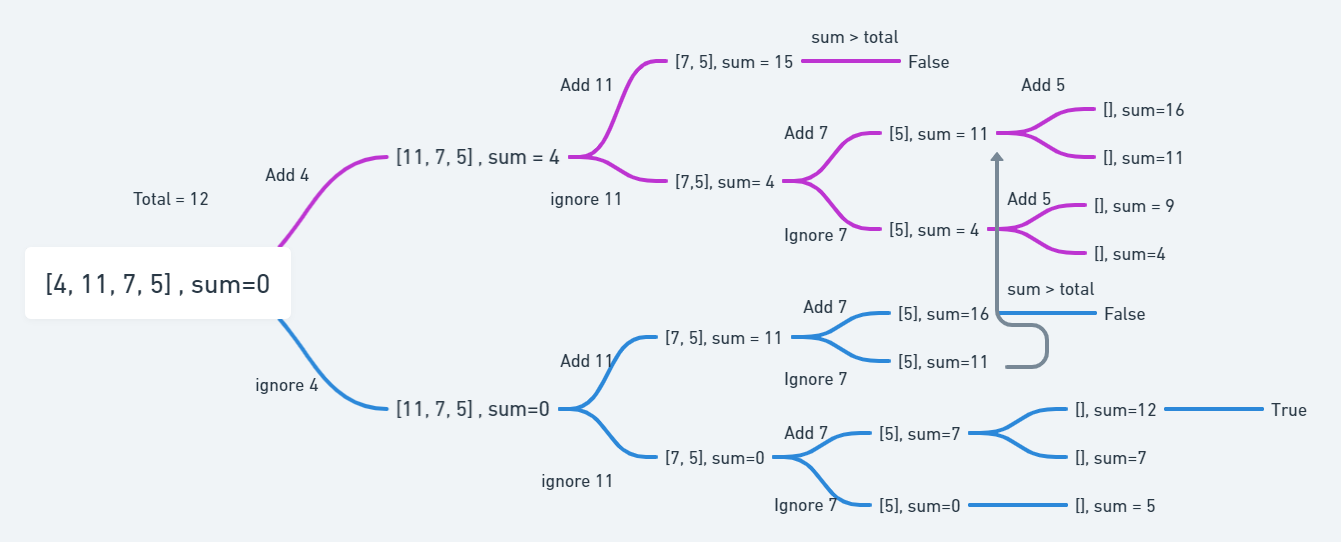 sum > total
[7, 5], sum = 15
False
Add 11
Add 5
[], sum=16
Add 7
[5], sum = 11
[11, 7, 5] , sum = 4
[], sum=11
Add 4
[7,5], sum= 4
Total = 12
ignore 11
Add 5
[], sum = 9
Ignore 7
[5], sum = 4
[], sum=4
[4, 11, 7, 5] , sum=0
sum > total
Add 7
[5], sum=16
False
[7, 5], sum = 11
Add 11
[5], sum=11
ignore 4
Ignore 7
[11, 7, 5] , sum=0
[], sum=12
True
Add 7
[5], sum=7
[7, 5], sum=0
[], sum=7
ignore 11
Ignore 7
[5], sum=0
[], sum = 5